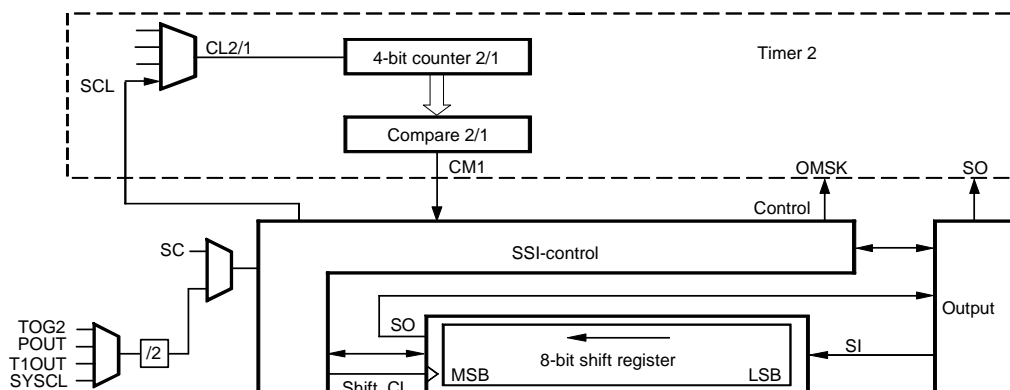 CL2/1
4-bit counter 2/1
Timer 2
SCL
Compare 2/1
CM1
OMSK
SO
Control
SC
SSI-control
TOG2
POUT
T1OUT
SYSCL
/2
SO
Output
8-bit shift register
SI
MSB
LSB
Shift_CL